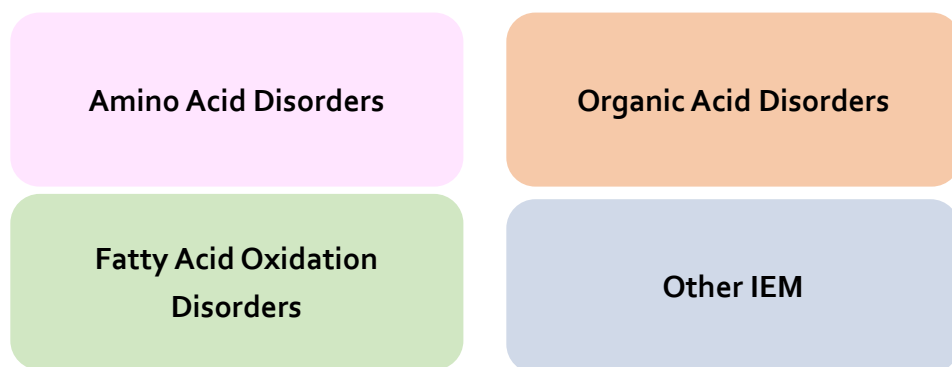 Amino Acid Disorders
Organic Acid Disorders
Fatty Acid Oxidation
Disorders
Other IEM